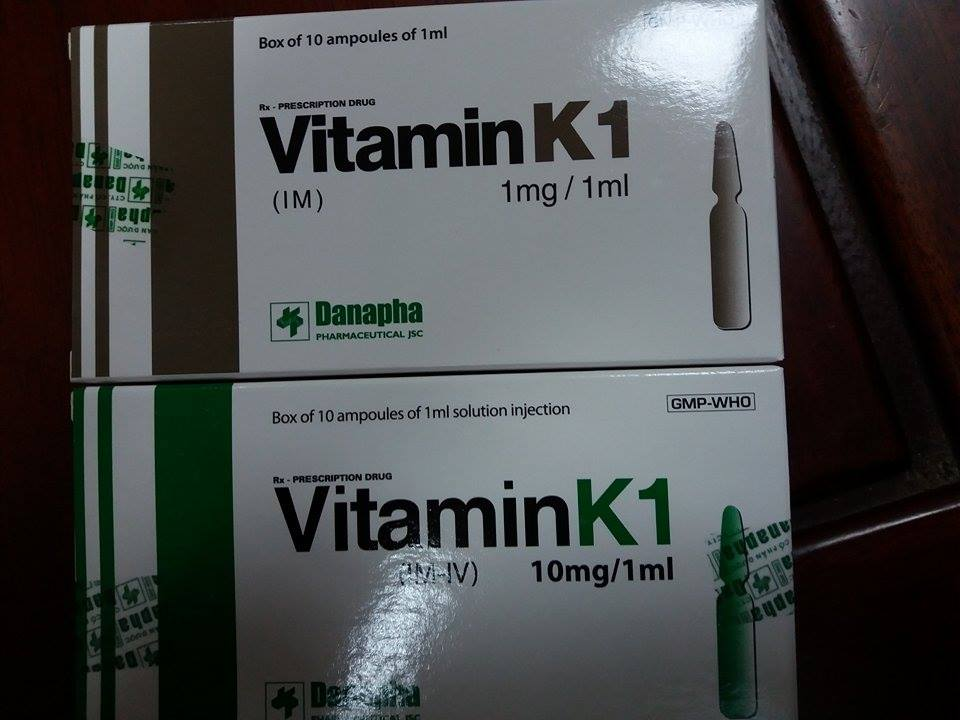 Box of 10 ampoules of 1ml
Rx - PRESCRIPTION DRUG
Vitamin K1
(IM)
1mg / 1ml
Danapha
PHARMACEUTICAL JSC
Box of 10 ampoules of 1ml solution injection
GMP-WHO
Rx - PRESCRIPTION DRUG
Vitamin K1
(IM-IV)
10mg/1ml
Danapha